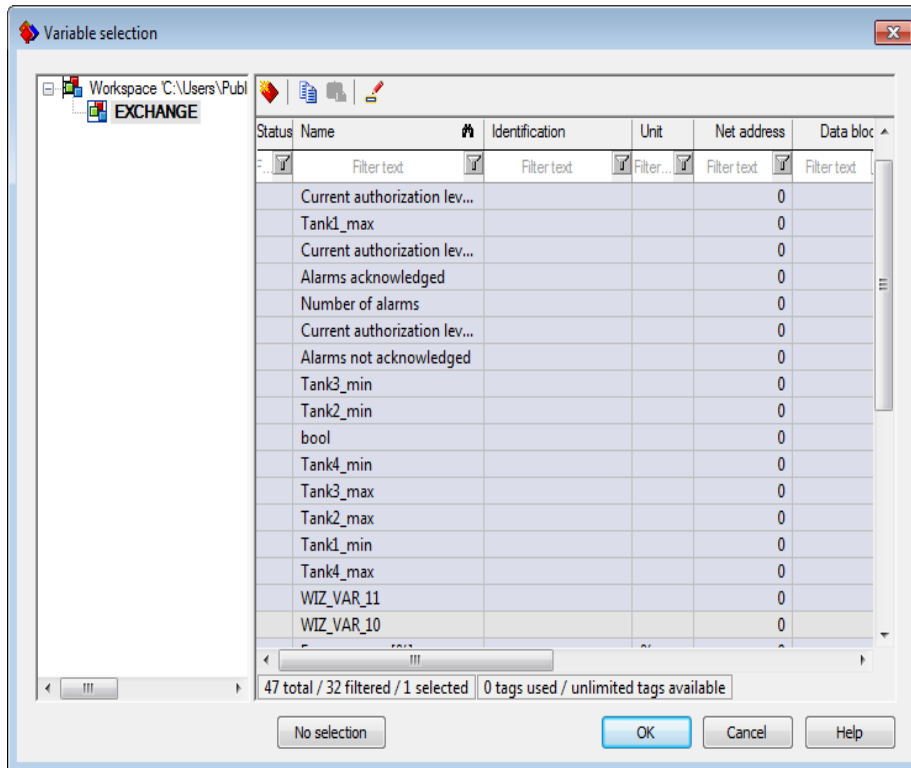 Variable selection
Workspace 'C:\Users\Publ
EXCHANGE
Status Name Identification Unit Net address Data bloc
F... Filter text Filter text Filter... Filter text Filter text
Current authorization lev... 0
Tank1_max 0
Current authorization lev... 0
Alarms acknowledged 0
Number of alarms 0
Current authorization lev... 0
Alarms not acknowledged 0
Tank3_min 0
Tank2_min 0
bool 0
Tank4_min 0
Tank3_max 0
Tank2_max 0
Tank1_min 0
Tank4_max 0
WIZ_VAR_11 0
WIZ_VAR_10 0
47 total / 32 filtered / 1 selected 0 tags used / unlimited tags available
No selection OK Cancel Help